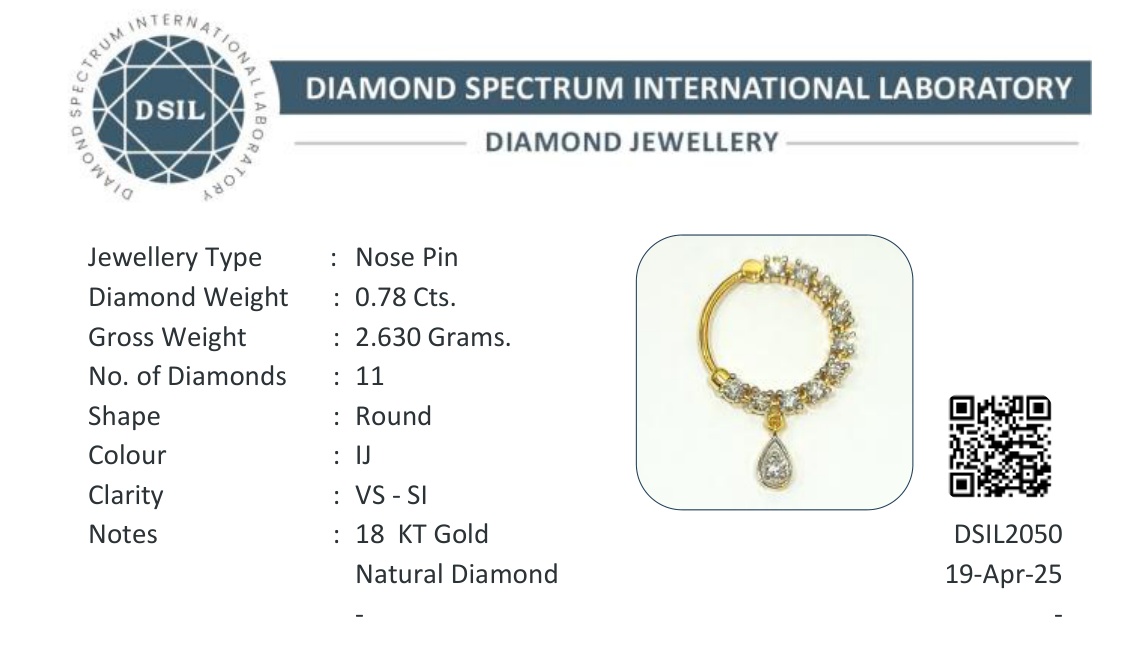 DIAMOND SPECTRUM INTERNATIONAL LABORATORY
DSIL
DIAMOND SPECTRUM INTERNATIONAL LABORATORY
DIAMOND JEWELLERY
Jewellery Type : Nose Pin
Diamond Weight : 0.78 Cts.
Gross Weight : 2.630 Grams.
No. of Diamonds : 11
Shape : Round
Colour : IJ
Clarity : VS - SI
Notes : 18 KT Gold DSIL2050
Natural Diamond 19-Apr-25
- -